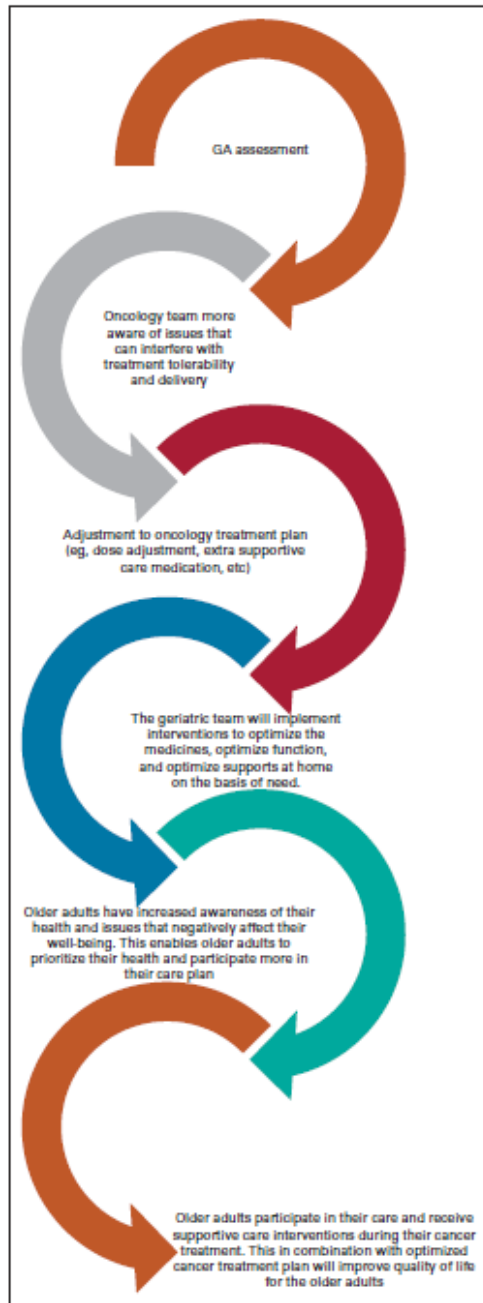 GA assessment
Oncology team more
aware of issues that
can interfere with
treatment tolerability
and delivery
Adjustment to oncology treatment plan
(eg, dose adjustment, extra supportive
care medication, etc)
The geriatric team will implement
interventions to optimize the
medicines, optimize function,
and optimize supports at home
on the basis of need.
Older adults have increased awareness of their
health and issues that negatively affect their
well-being. This enables older adults to
prioritize their health and participate more in
their care plan
Older adults participate in their care and receive
supportive care interventions during their cancer
treatment. This in combination with optimized
cancer treatment plan will improve quality of life
for the older adults